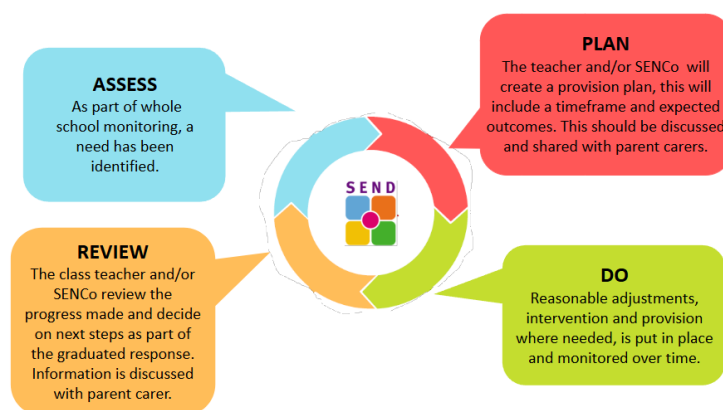 ASSESS
As part of whole
school monitoring, a
need has been
identified.
PLAN
The teacher and/or SENCo will
create a provision plan, this will
include a timeframe and expected
outcomes. This should be discussed
and shared with parent carers.
SEND
REVIEW
The class teacher and/or
SENCo review the
progress made and decide
on next steps as part of
the graduated response.
Information is discussed
with parent carer.
DO
Reasonable adjustments,
intervention and provision
where needed, is put in place
and monitored over time.